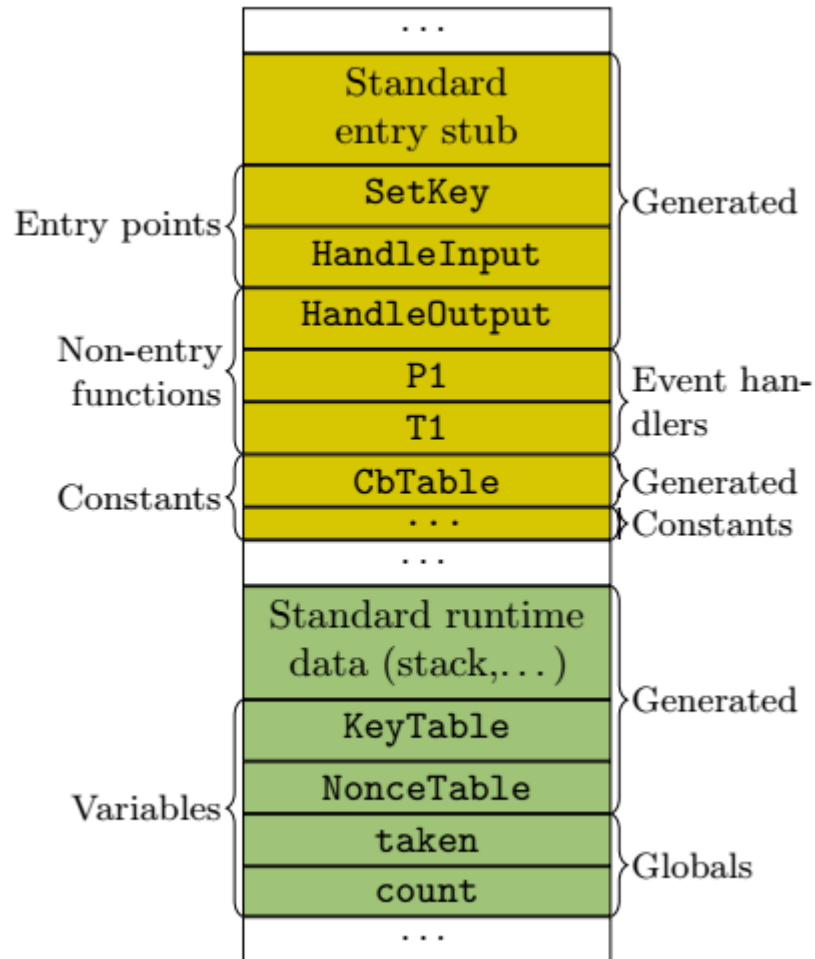 ...
Standard
entry stub
Entry points
SetKey
HandleInput
Generated
Non-entry
functions
HandleOutput
P1
T1
Event han-
dlers
Constants
CbTable
Generated
...
Constants
...
Standard runtime
data (stack,...)
Generated
Variables
KeyTable
NonceTable
taken
count
Globals
...